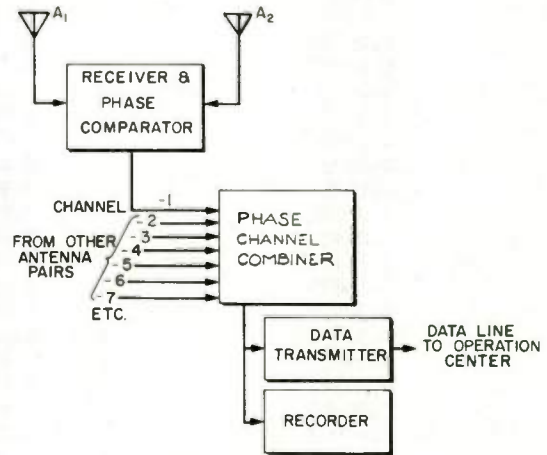 A1
A2
RECEIVER &
PHASE
COMPARATOR
CHANNEL -1
-2
-3
-4
-5
-6
-7
FROM OTHER
ANTENNA
PAIRS
ETC.
PHASE
CHANNEL
COMBINER
DATA
TRANSMITTER
DATA LINE
TO OPERATION
CENTER
RECORDER